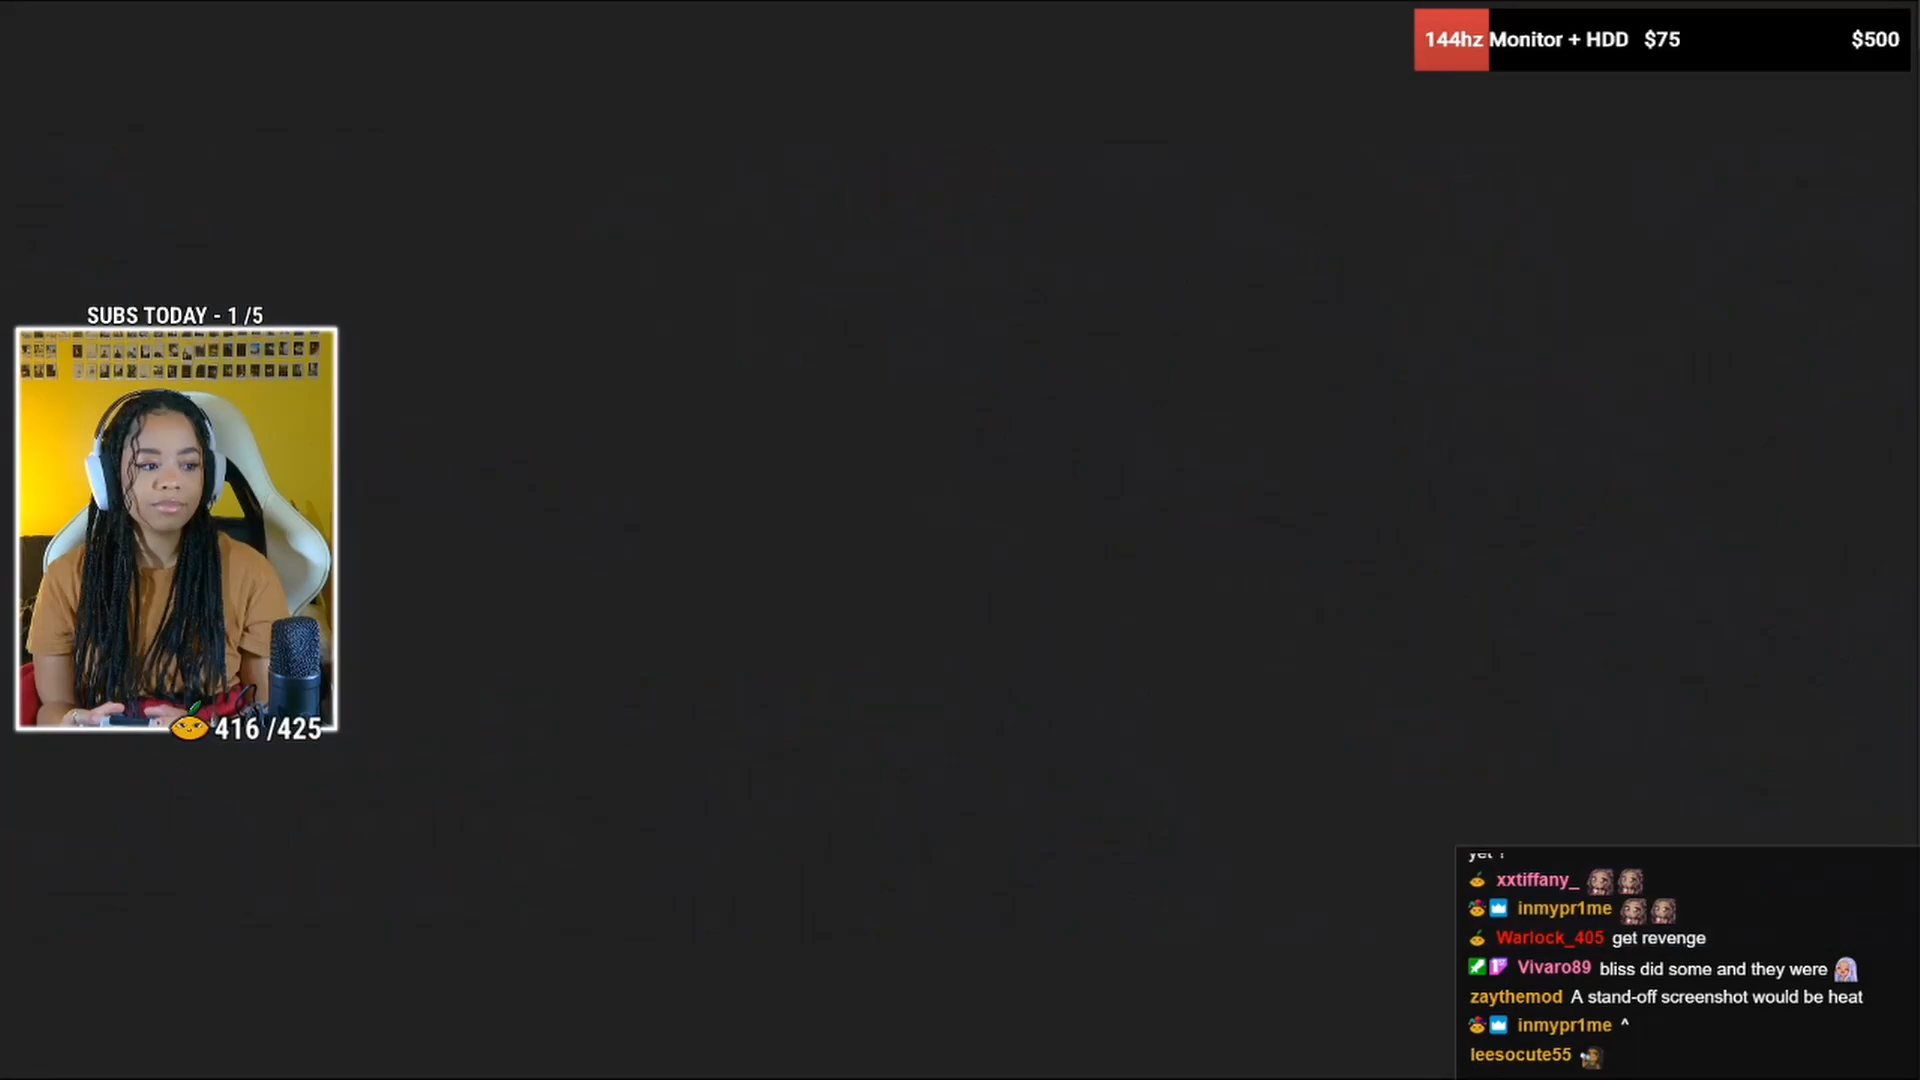 144hz Monitor + HDD $75 $500
SUBS TODAY - 1 /5
416 /425
yet ?
xxtiffany_
inmypr1me
Warlock_405 get revenge
Vivaro89 bliss did some and they were
zaythemod A stand-off screenshot would be heat
inmypr1me ^
leesocute55